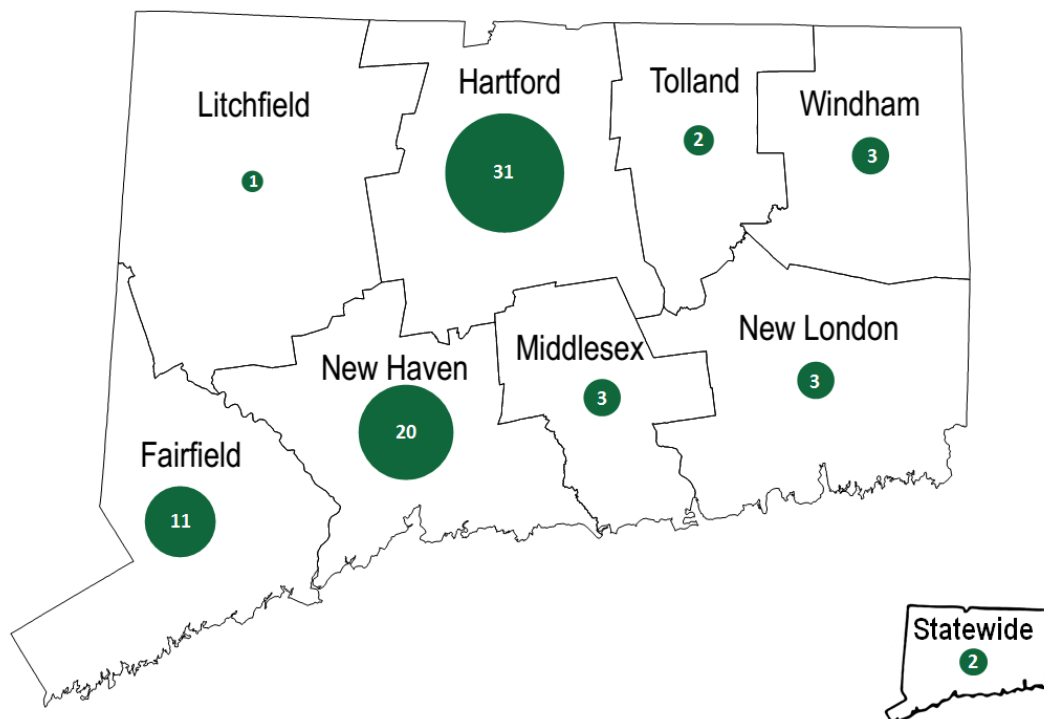 Litchfield
1
Hartford
31
Tolland
2
Windham
3
Fairfield
11
New Haven
20
Middlesex
3
New London
3
Statewide
2